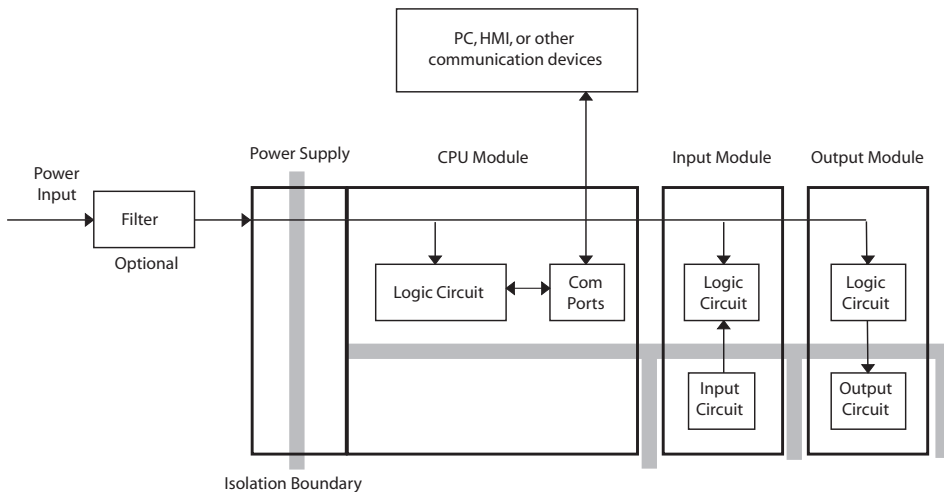 PC, HMI, or other
communication devices
Power Supply
CPU Module
Input Module
Output Module
Power
Input
Filter
Optional
Logic Circuit
Com
Ports
Logic
Circuit
Logic
Circuit
Input
Circuit
Output
Circuit
Isolation Boundary